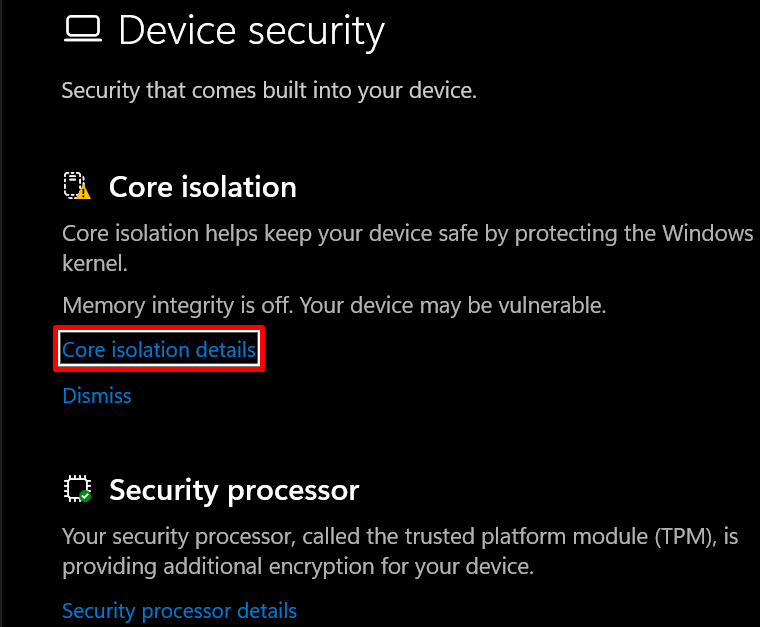 Device security
Security that comes built into your device.
Core isolation
Core isolation helps keep your device safe by protecting the Windows
kernel.
Memory integrity is off. Your device may be vulnerable.
Core isolation details
Dismiss
Security processor
Your security processor, called the trusted platform module (TPM), is
providing additional encryption for your device.
Security processor details